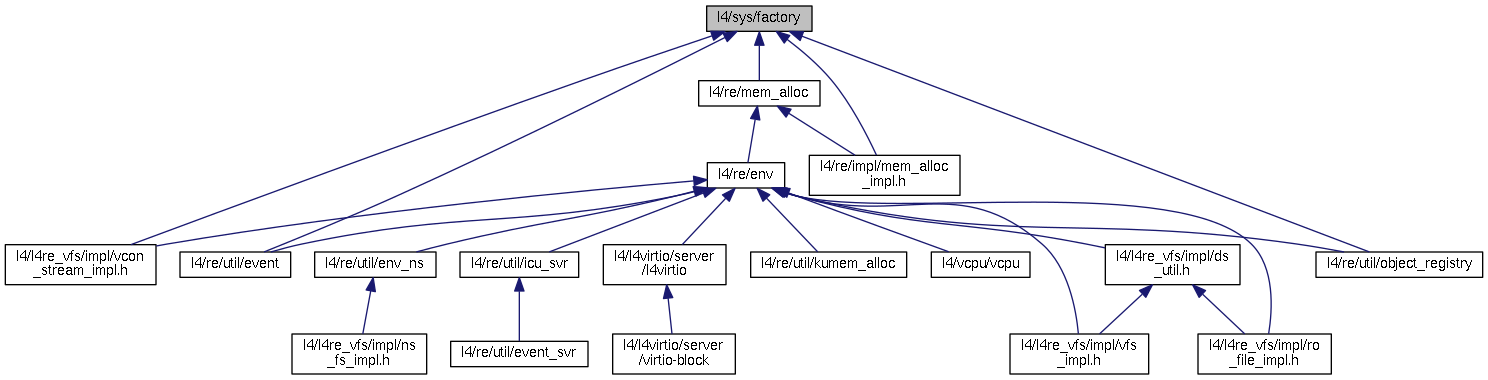 l4/sys/factory
l4/re/mem_alloc
l4/re/env
l4/re/impl/mem_alloc
_impl.h
l4/l4re_vfs/impl/vcon
_stream_impl.h
l4/re/util/event
l4/re/util/env_ns
l4/re/util/icu_svr
l4/l4virtio/server
/l4virtio
l4/re/util/kumem_alloc
l4/vcpu/vcpu
l4/l4re_vfs/impl/ds
_util.h
l4/re/util/object_registry
l4/l4re_vfs/impl/ns
_fs_impl.h
l4/re/util/event_svr
l4/l4virtio/server
/virtio-block
l4/l4re_vfs/impl/vfs
_impl.h
l4/l4re_vfs/impl/ro
_file_impl.h